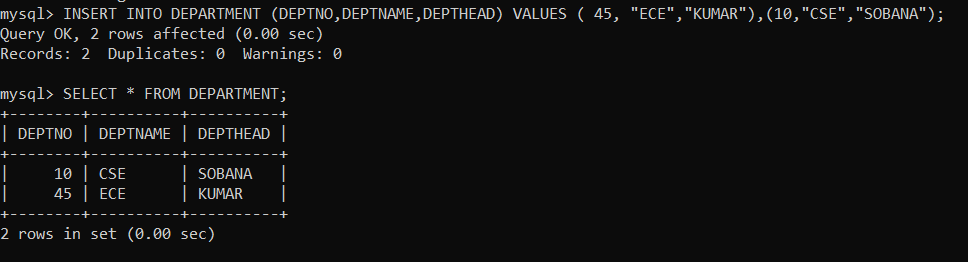 mysql> INSERT INTO DEPARTMENT (DEPTNO,DEPTNAME,DEPTHEAD) VALUES ( 45, "ECE","KUMAR"),(10,"CSE","SOBANA");
Query OK, 2 rows affected (0.00 sec)
Records: 2  Duplicates: 0  Warnings: 0

mysql> SELECT * FROM DEPARTMENT;
+--------+----------+----------+
| DEPTNO | DEPTNAME | DEPTHEAD |
+--------+----------+----------+
|     10 | CSE      | SOBANA   |
|     45 | ECE      | KUMAR    |
+--------+----------+----------+
2 rows in set (0.00 sec)